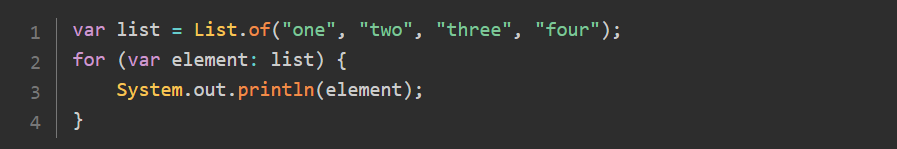 1 var list = List.of("one", "two", "three", "four");
2 for (var element: list) {
3     System.out.println(element);
4 }